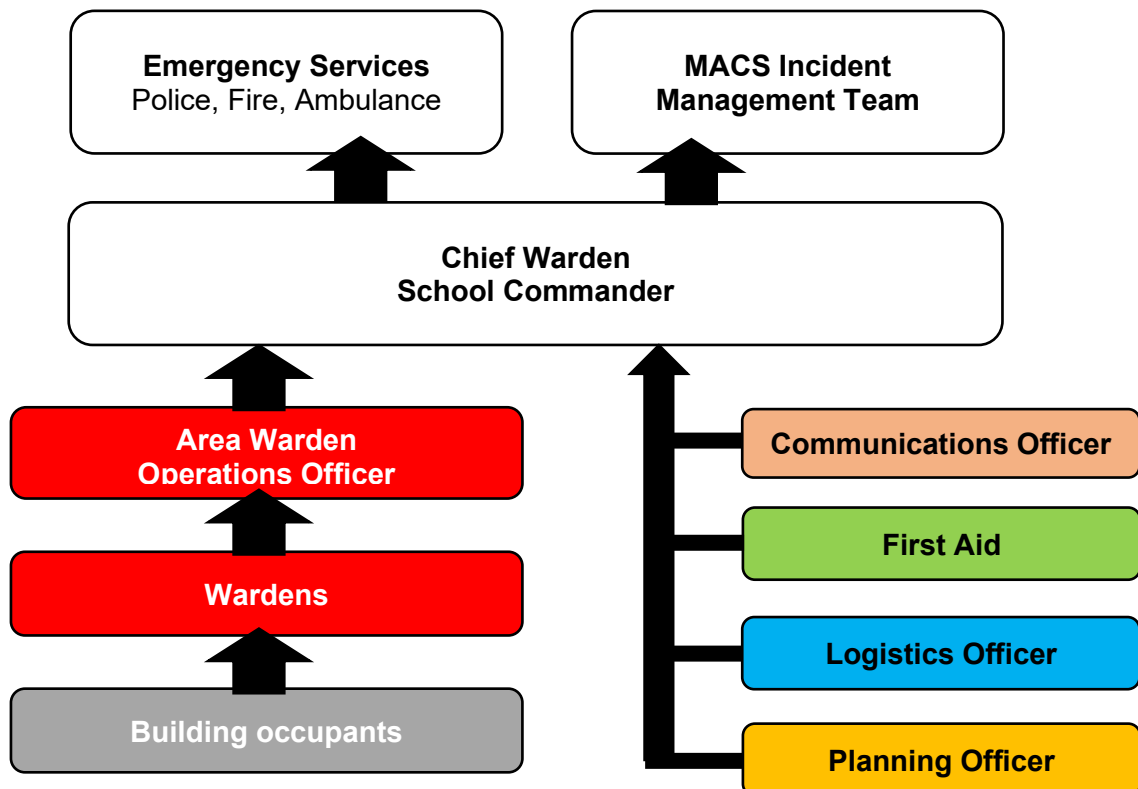 Emergency Services
Police, Fire, Ambulance
MACS Incident
Management Team
Chief Warden
School Commander
Area Warden
Operations Officer
Wardens
Building occupants
Communications Officer
First Aid
Logistics Officer
Planning Officer